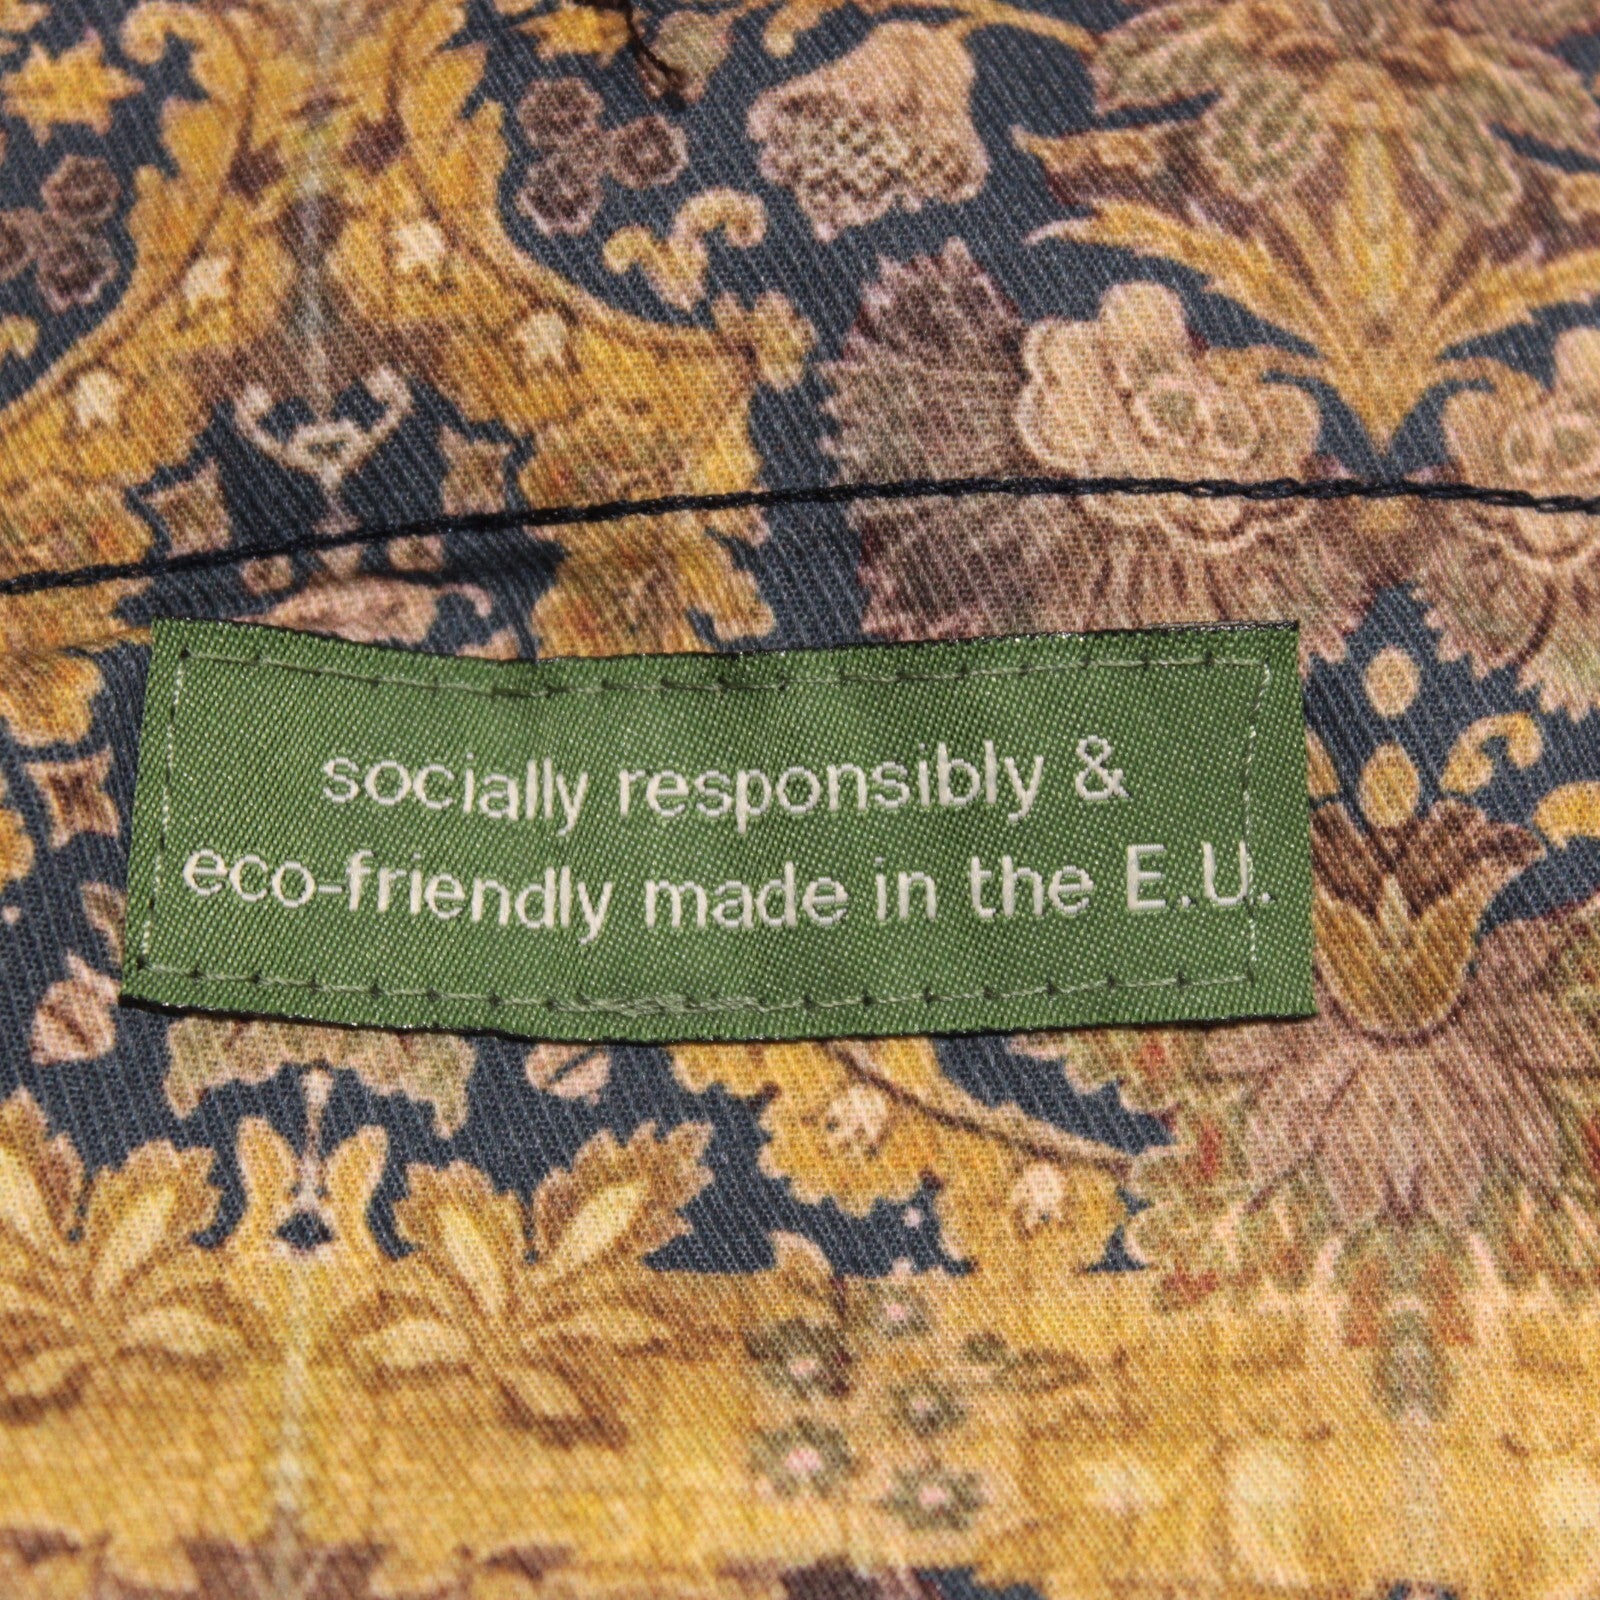 socially responsibly &
eco-friendly made in the E.U.